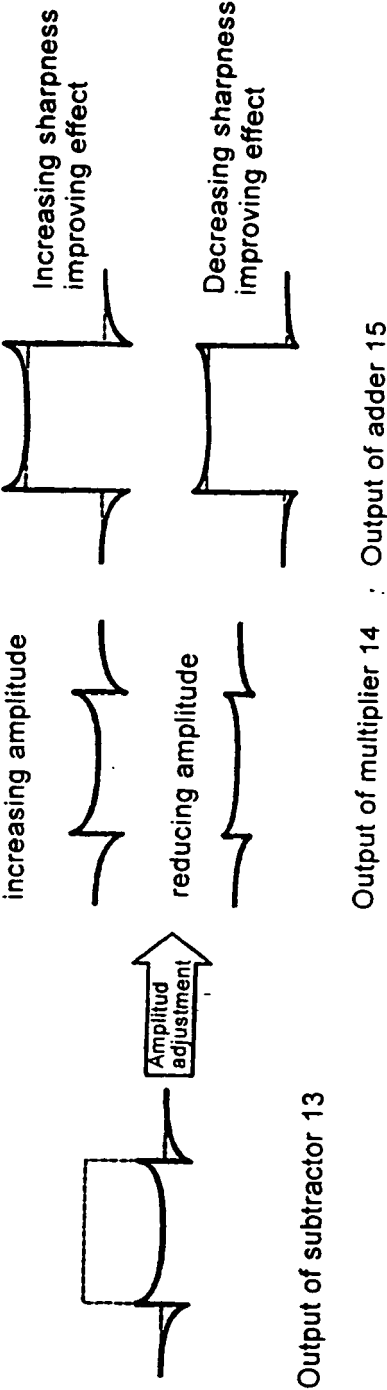 increasing amplitude
Increasing sharpness
improving effect
Amplitud
adjustment
reducing amplitude
Decreasing sharpness
improving effect
Output of subtractor 13
Output of multiplier 14
Output of adder 15